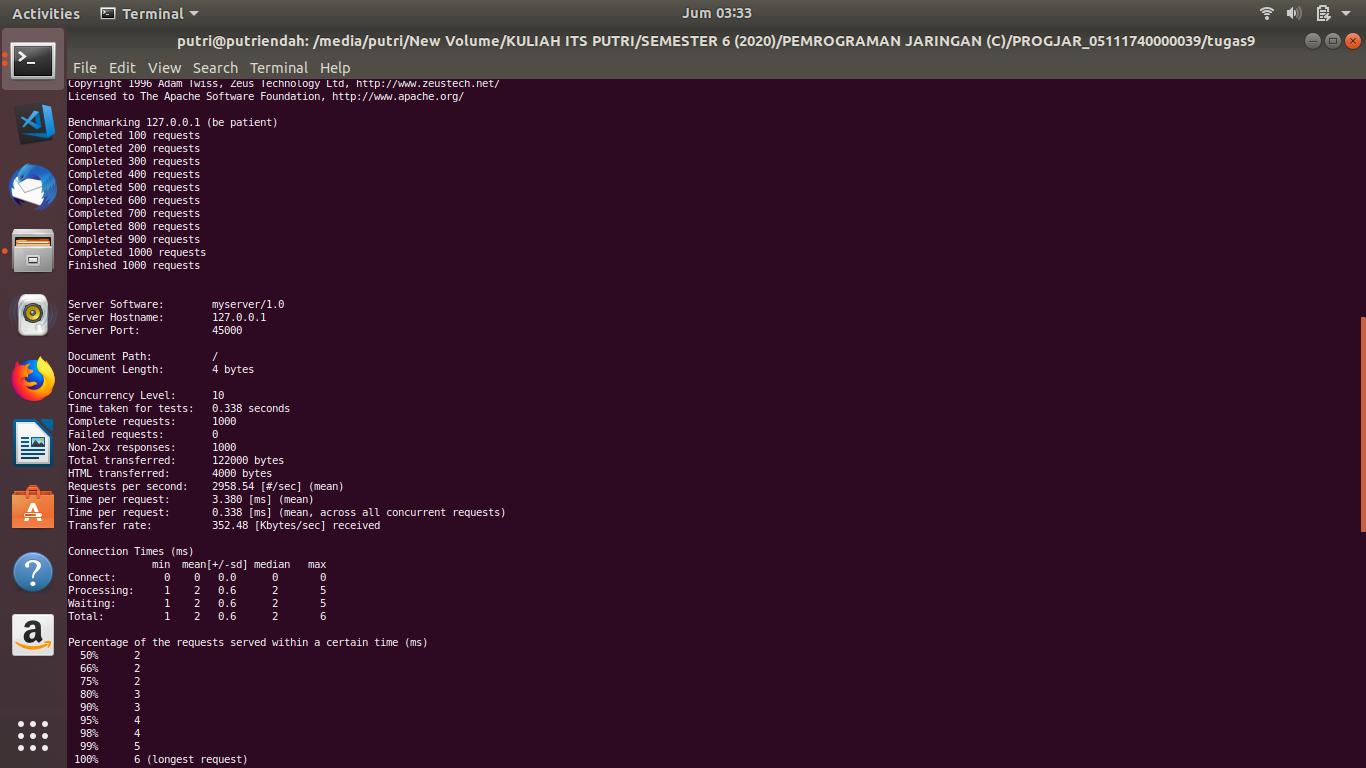 Activities Terminal Jum 03:33
putri@putriendah: /media/putri/New Volume/KULIAH ITS PUTRI/SEMESTER 6 (2020)/PEMROGRAMAN JARINGAN (C)/PROGJAR_05111740000039/tugas9
File Edit View Search Terminal Help
Copyright 1996 Adam Twiss, Zeus Technology Ltd, http://www.zeustech.net/
Licensed to The Apache Software Foundation, http://www.apache.org/

Benchmarking 127.0.0.1 (be patient)
Completed 100 requests
Completed 200 requests
Completed 300 requests
Completed 400 requests
Completed 500 requests
Completed 600 requests
Completed 700 requests
Completed 800 requests
Completed 900 requests
Completed 1000 requests
Finished 1000 requests

Server Software:        myserver/1.0
Server Hostname:        127.0.0.1
Server Port:            45000

Document Path:          /
Document Length:        4 bytes

Concurrency Level:      10
Time taken for tests:   0.338 seconds
Complete requests:      1000
Failed requests:        0
Non-2xx responses:      1000
Total transferred:      122000 bytes
HTML transferred:       4000 bytes
Requests per second:    2958.54 [#/sec] (mean)
Time per request:       3.380 [ms] (mean)
Time per request:       0.338 [ms] (mean, across all concurrent requests)
Transfer rate:          352.48 [Kbytes/sec] received

Connection Times (ms)
              min  mean[+/-sd] median   max
Connect:        0    0   0.0      0       0
Processing:     1    2   0.6      2       5
Waiting:        1    2   0.6      2       5
Total:          1    2   0.6      2       6

Percentage of the requests served within a certain time (ms)
  50%      2
  66%      2
  75%      2
  80%      3
  90%      3
  95%      4
  98%      4
  99%      5
 100%      6 (longest request)